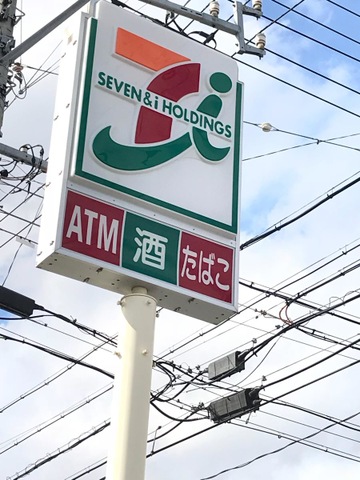 SEVEN & i HOLDINGS
ATM 酒 たばこ